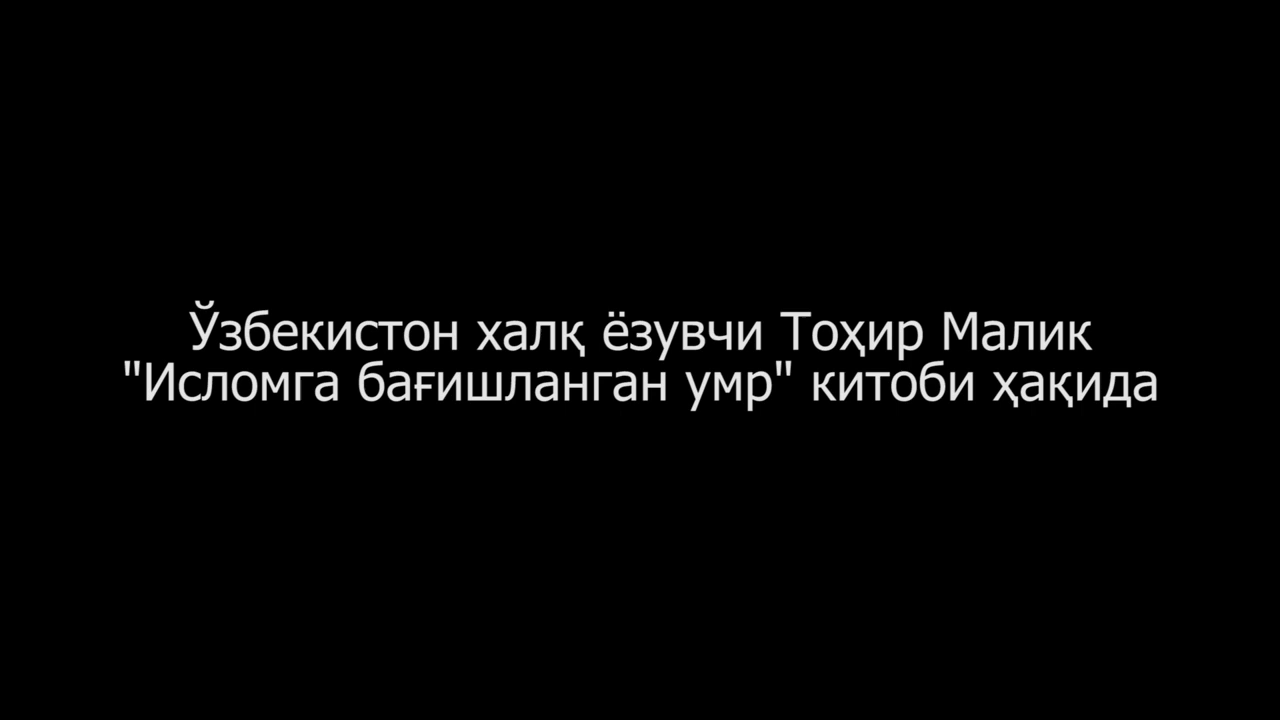 Ўзбекистон халқ ёзувчи Тоҳир Малик
"Исломга бағишланган умр" китоби ҳақида